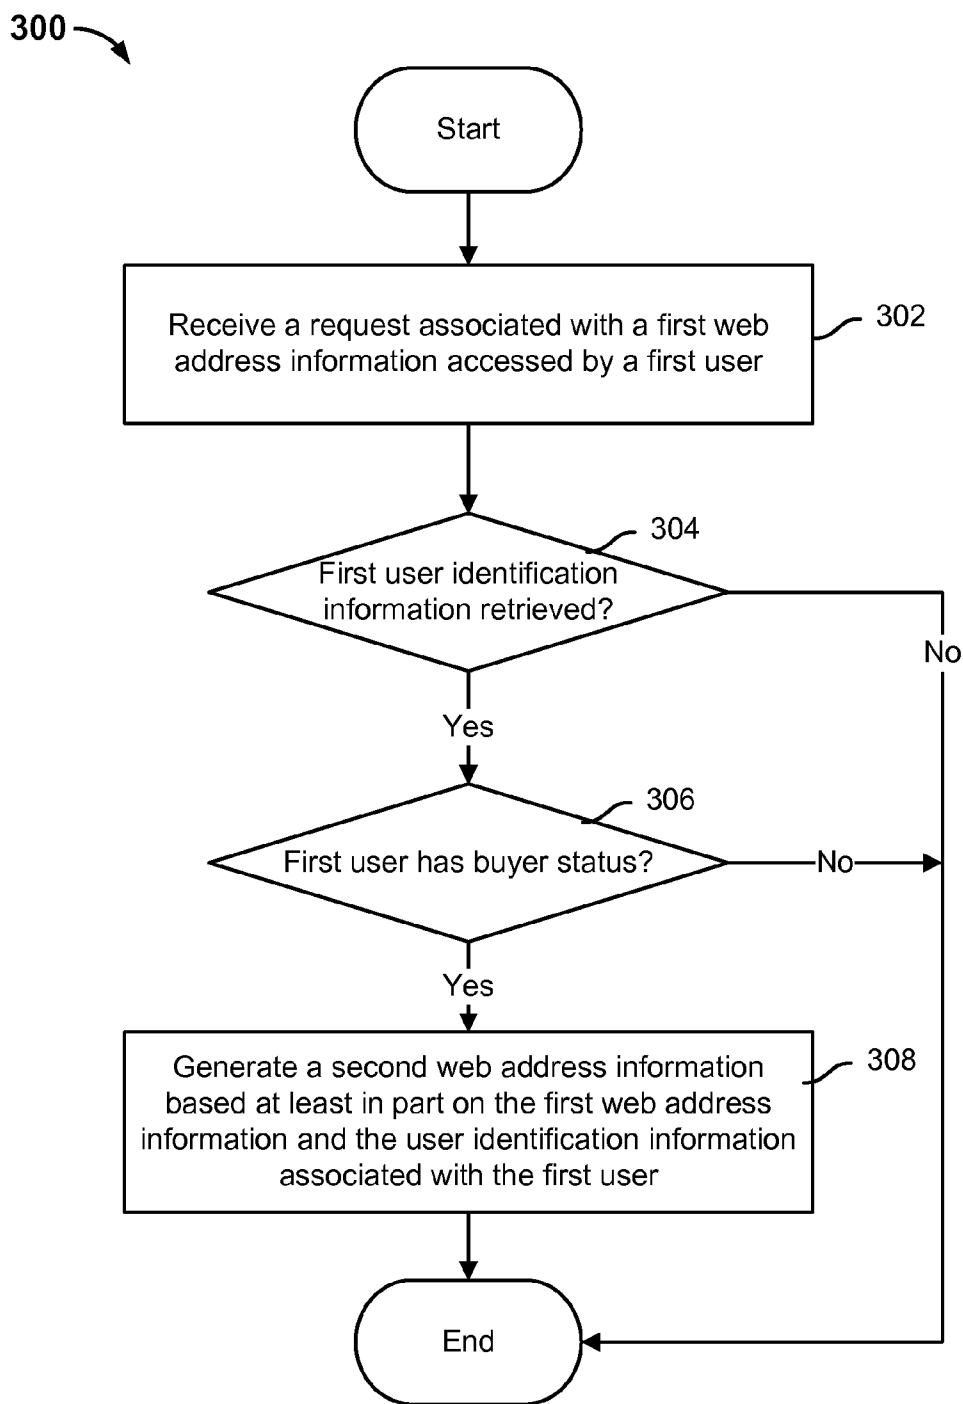 300
Start
Receive a request associated with a first web
address information accessed by a first user
302
304
First user identification
information retrieved?
No
Yes
306
First user has buyer status?
No
Yes
Generate a second web address information
based at least in part on the first web address
information and the user identification information
associated with the first user
308
End